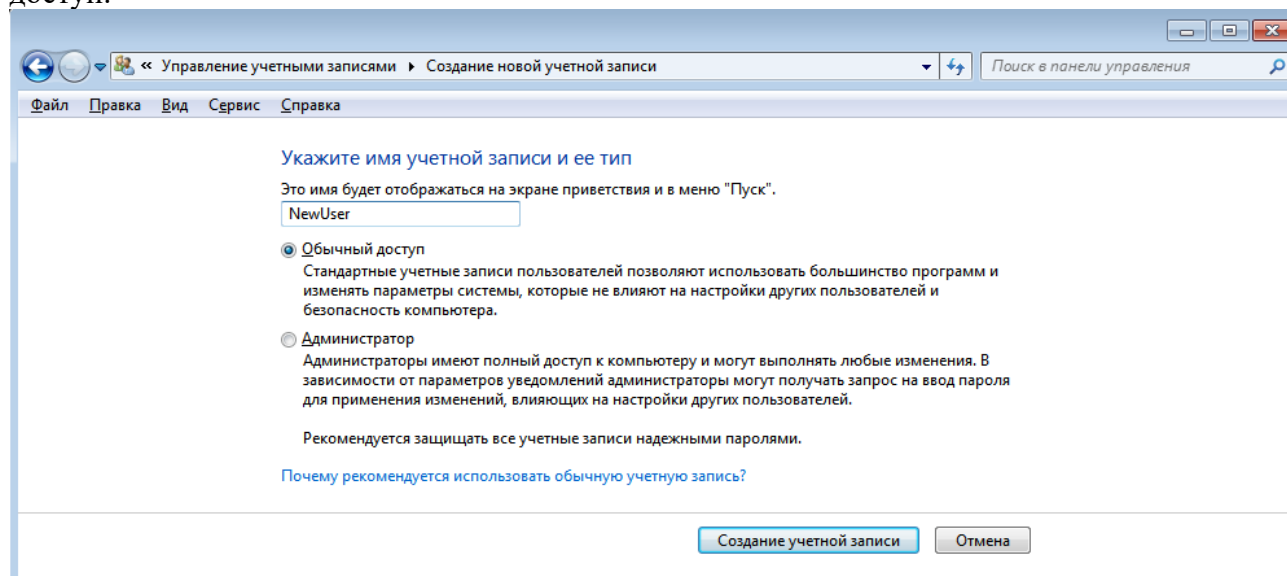 доступ.
« Управление учетными записями ▸ Создание новой учетной записи
Поиск в панели управления
Файл Правка Вид Сервис Справка
Укажите имя учетной записи и ее тип
Это имя будет отображаться на экране приветствия и в меню "Пуск".
NewUser
Обычный доступ
Стандартные учетные записи пользователей позволяют использовать большинство программ и
изменять параметры системы, которые не влияют на настройки других пользователей и
безопасность компьютера.
Администратор
Администраторы имеют полный доступ к компьютеру и могут выполнять любые изменения. В
зависимости от параметров уведомлений администраторы могут получать запрос на ввод пароля
для применения изменений, влияющих на настройки других пользователей.
Рекомендуется защищать все учетные записи надежными паролями.
Почему рекомендуется использовать обычную учетную запись?
Создание учетной записи Отмена